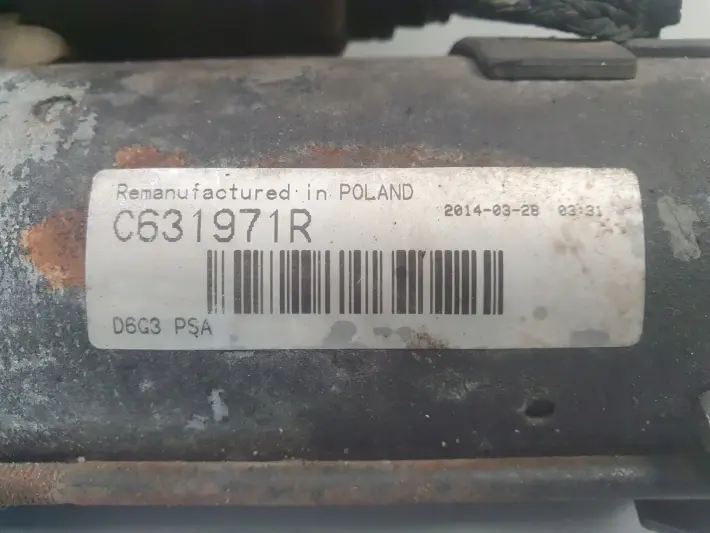 Remanufactured in POLAND
2014-03-28 03:31
C631971R
D6G3 PSA